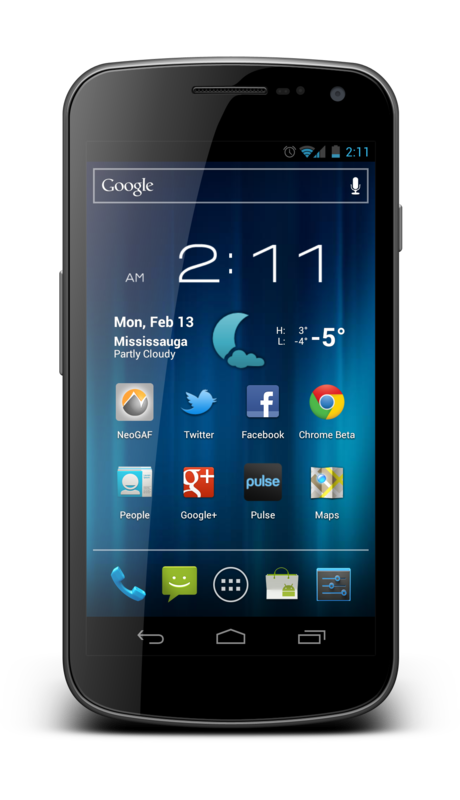 2:11
Google
AM 2:11
Mon, Feb 13
Mississauga
Partly Cloudy
H: 3°
L: -4°
-5°
NeoGAF Twitter Facebook Chrome Beta
g+ pulse
People Google+ Pulse Maps